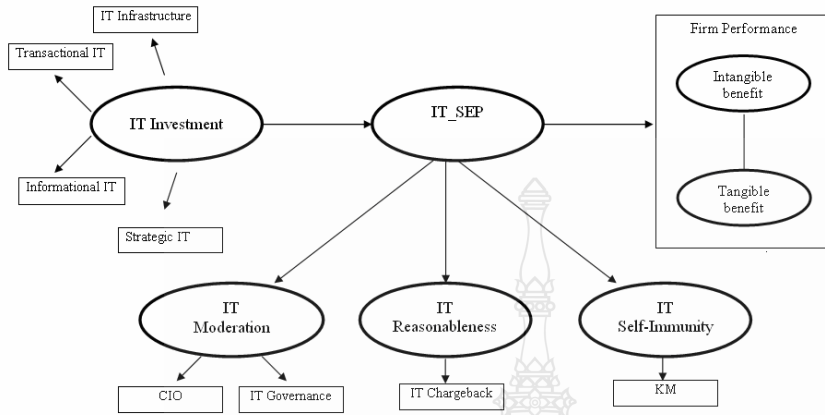 IT Infrastructure
Transactional IT
IT Investment
Informational IT
Strategic IT
IT_SEP
Firm Performance
Intangible
benefit
Tangible
benefit
IT
Moderation
IT
Reasonableness
IT
Self-Immunity
CIO
IT Governance
IT Chargeback
KM